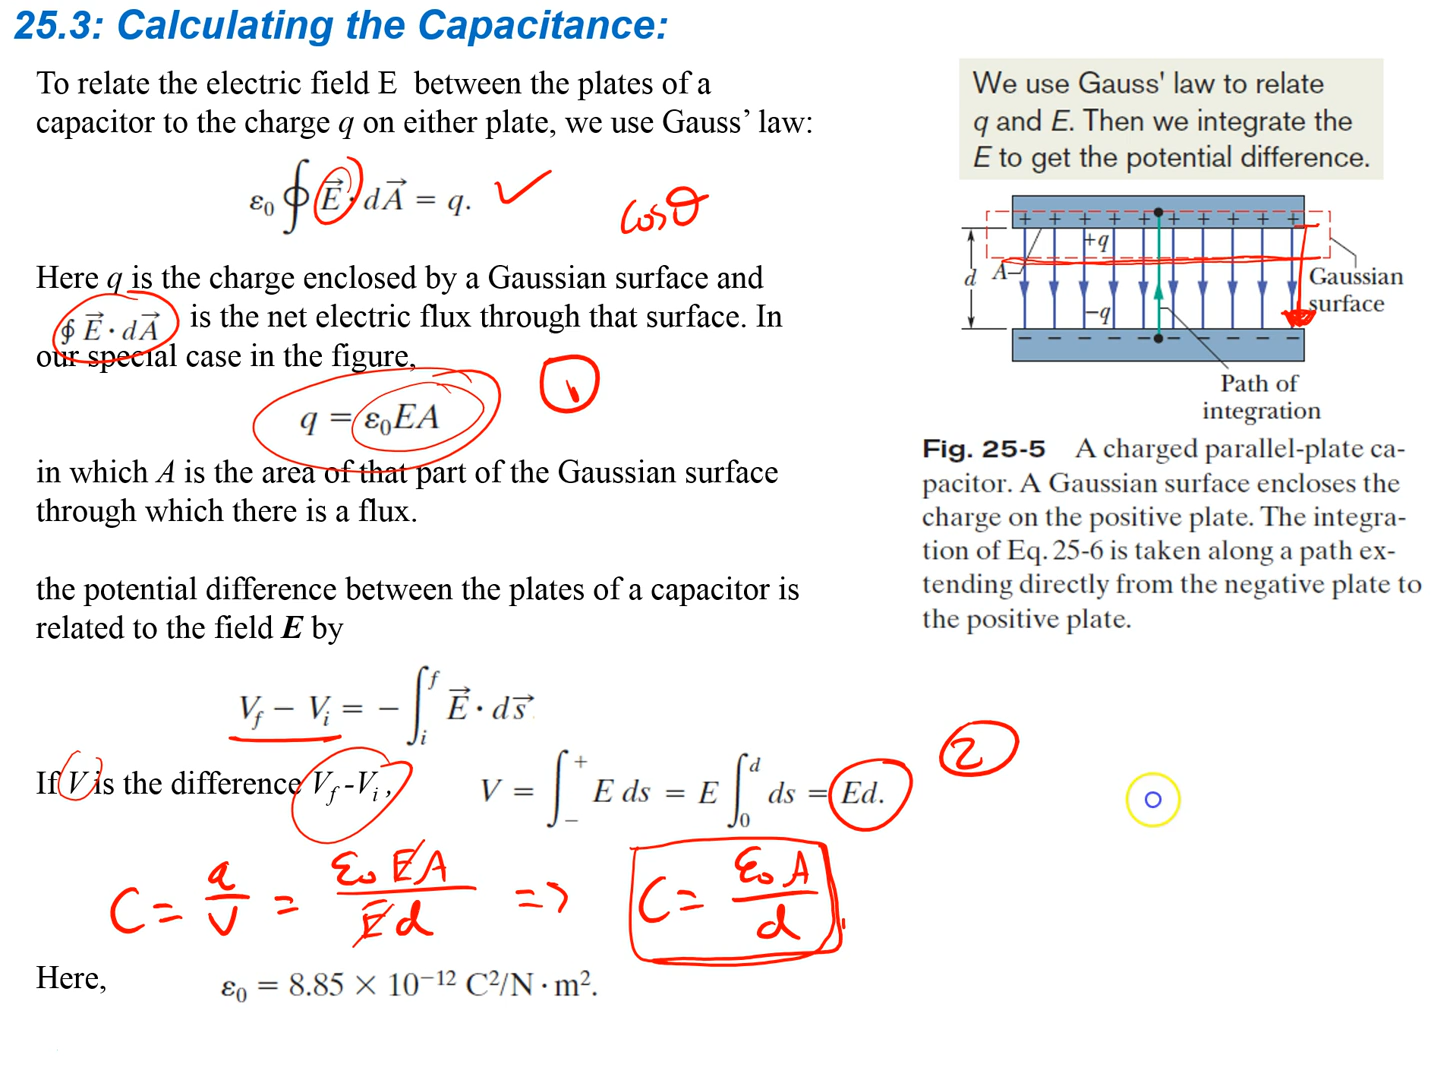 25.3: Calculating the Capacitance:
To relate the electric field E between the plates of a
capacitor to the charge q on either plate, we use Gauss’ law:
ε₀ ∮ E⃗ · dA⃗ = q.
cosθ
Here q is the charge enclosed by a Gaussian surface and
∮ E⃗ · dA⃗ is the net electric flux through that surface. In
our special case in the figure,
q = ε₀EA
1
in which A is the area of that part of the Gaussian surface
through which there is a flux.
the potential difference between the plates of a capacitor is
related to the field E by
V_f − V_i = − ∫_i^f E⃗ · ds⃗
If V is the difference V_f -V_i ,
V = ∫_−^+ E ds = E ∫_0^d ds = Ed.
2
C = q/V = ε₀EA/Ed => C = ε₀A/d
Here,
ε₀ = 8.85 × 10⁻¹² C²/N · m².
We use Gauss' law to relate
q and E. Then we integrate the
E to get the potential difference.
+ + + + + + + + + +
+q
d
A
−q
− − − − − − − − − −
Gaussian
surface
Path of
integration
Fig. 25-5 A charged parallel-plate ca-
pacitor. A Gaussian surface encloses the
charge on the positive plate. The integra-
tion of Eq. 25-6 is taken along a path ex-
tending directly from the negative plate to
the positive plate.